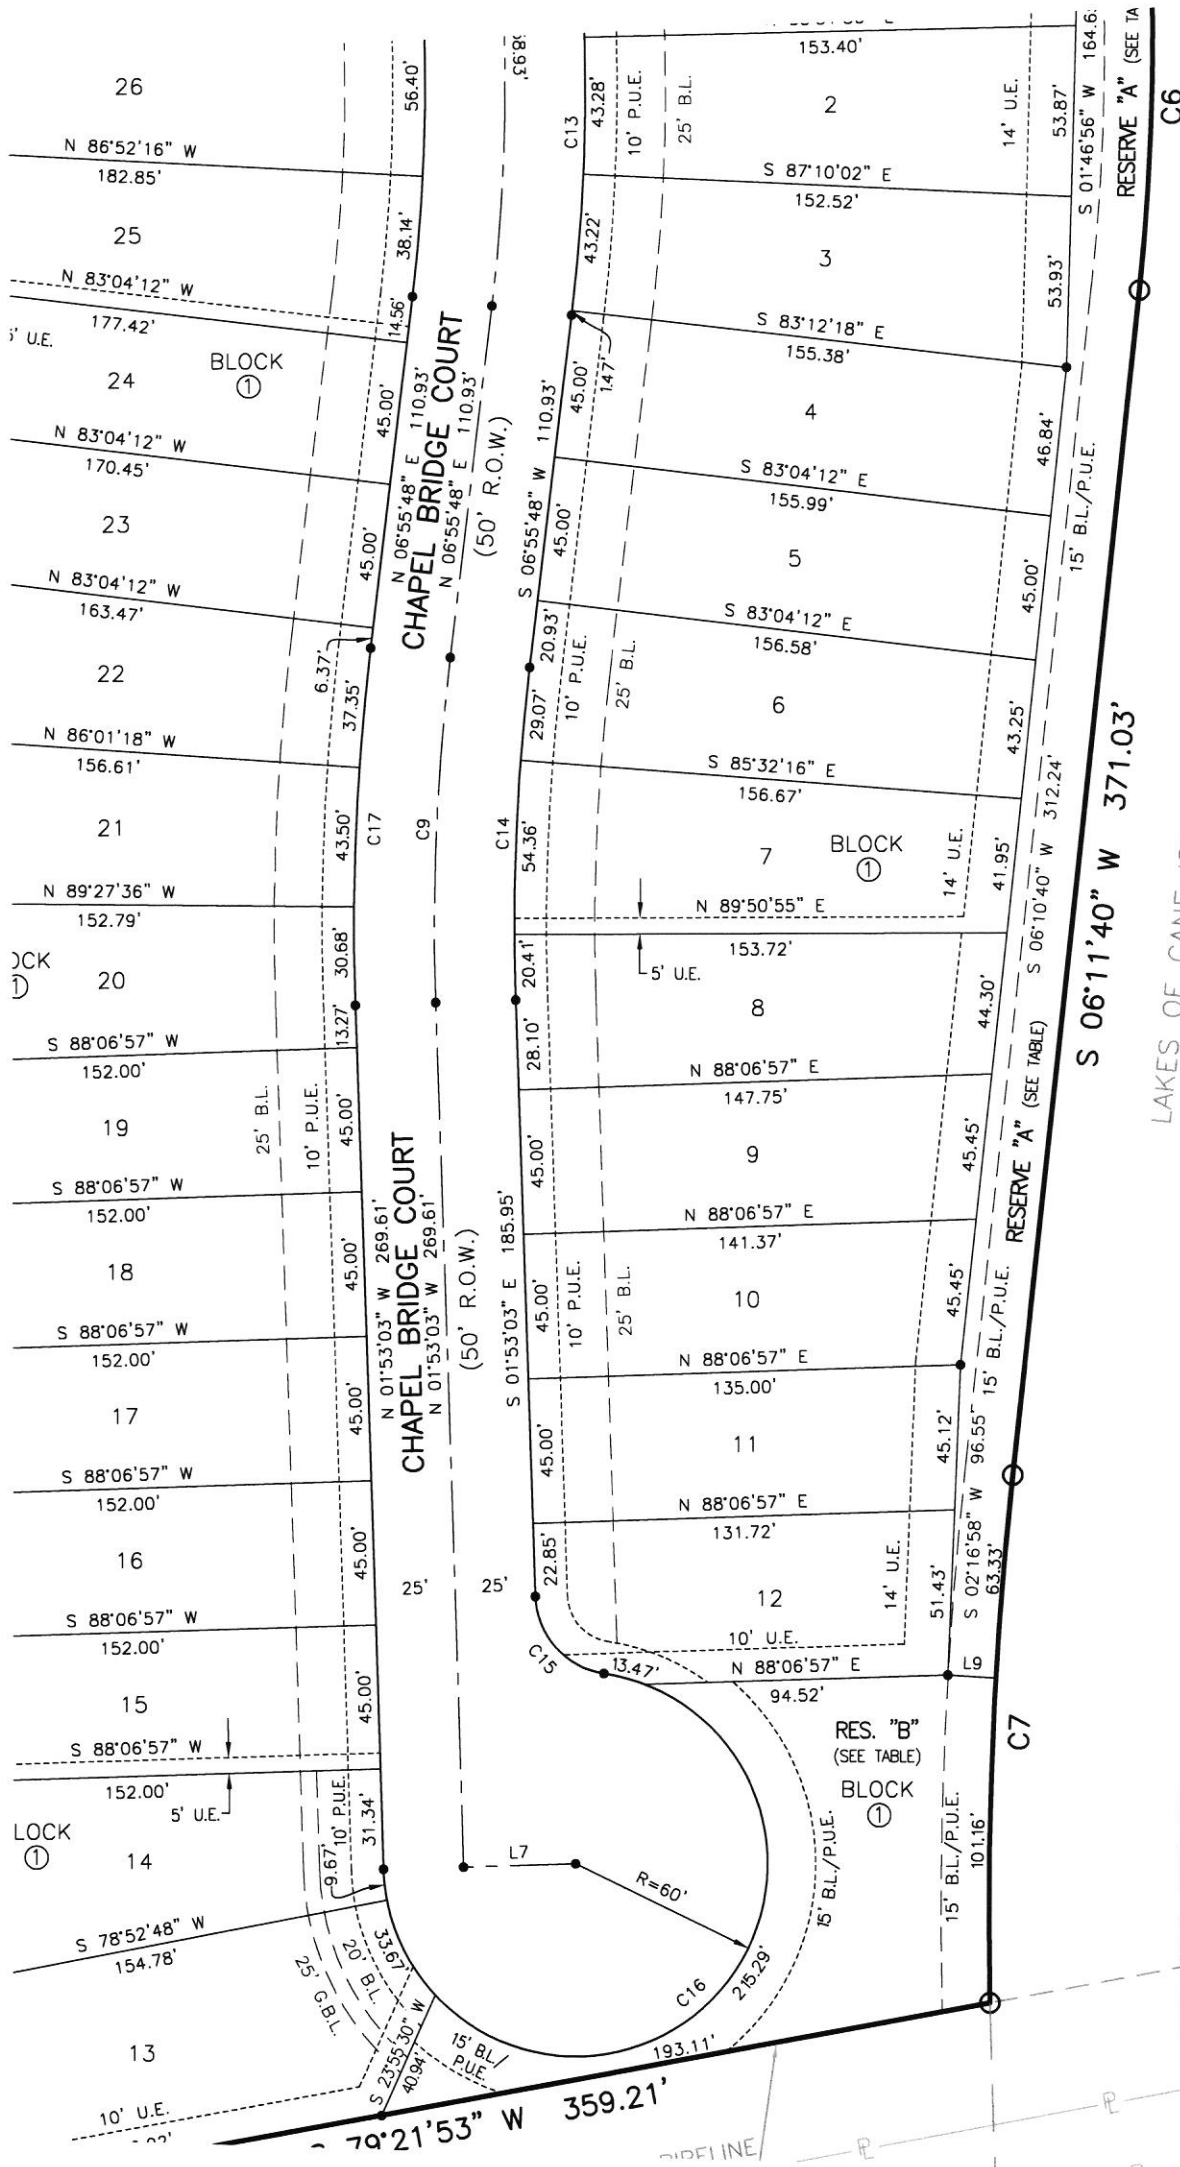 26
N 86°52'16" W
182.85'
56.40'
25
38.14'
N 83°04'12" W
177.42'
14.56'
' U.E.
BLOCK
①
24
45.00'
N 83°04'12" W
170.45'
23
45.00'
N 83°04'12" W
163.47'
6.37'
22
37.35'
N 86°01'18" W
156.61'
21
43.50'
C17
N 89°27'36" W
152.79'
30.68'
OCK
①
20
13.27'
S 88°06'57" W
152.00'
25' B.L.
10' P.U.E.
19
45.00'
S 88°06'57" W
152.00'
18
45.00'
S 88°06'57" W
152.00'
17
45.00'
S 88°06'57" W
152.00'
16
45.00'
S 88°06'57" W
152.00'
15
45.00'
S 88°06'57" W
152.00'
5' U.E.
10' P.U.E.
31.34'
LOCK
①
14
9.67'
S 78°52'48" W
154.78'
33.67'
20' B.L.
25' G.B.L.
13
10' U.E.
S 23°55'30" W
40.94'
15' B.L/
P.U.E.
58.93'
CHAPEL BRIDGE COURT
N 06°55'48" E 110.93'
N 06°55'48" E 110.93'
(50' R.O.W.)
S 06°55'48" W 110.93'
C9
C14
CHAPEL BRIDGE COURT
N 01°53'03" W 269.61'
N 01°53'03" W 269.61'
(50' R.O.W.)
S 01°53'03" E 185.95'
25'
25'
C15
13.47'
L7
R=60'
C16
215.29'
153.40'
C13
43.28'
10' P.U.E.
25' B.L.
2
14' U.E.
53.87'
S 01°46'56" W 164.6
RESERVE "A" (SEE TA
C6
S 87°10'02" E
152.52'
43.22'
3
53.93'
S 83°12'18" E
155.38'
1.47'
45.00'
4
46.84'
15' B.L./P.U.E.
S 83°04'12" E
155.99'
45.00'
5
45.00'
S 83°04'12" E
156.58'
20.93'
10' P.U.E.
25' B.L.
29.07'
6
43.25'
S 85°32'16" E
156.67'
54.36'
7
BLOCK
①
14' U.E.
41.95'
S 06°10'40" W 312.24'
S 06°11'40" W 371.03'
N 89°50'55" E
153.72'
5' U.E.
20.41'
8
44.30'
28.10'
N 88°06'57" E
147.75'
RESERVE "A" (SEE TABLE)
LAKES OF CANE
45.00'
9
45.45'
N 88°06'57" E
141.37'
45.00'
10' P.U.E.
25' B.L.
10
45.45'
15' B.L./P.U.E.
N 88°06'57" E
135.00'
45.00'
11
45.12'
S 02°16'58" W 96.55'
N 88°06'57" E
131.72'
22.85'
12
14' U.E.
51.43'
63.33'
10' U.E.
N 88°06'57" E
94.52'
L9
RES. "B"
(SEE TABLE)
BLOCK
①
C7
15' B.L./P.U.E.
15' B.L./P.U.E.
101.16'
193.11'
79°21'53" W 359.21'
PIPELINE